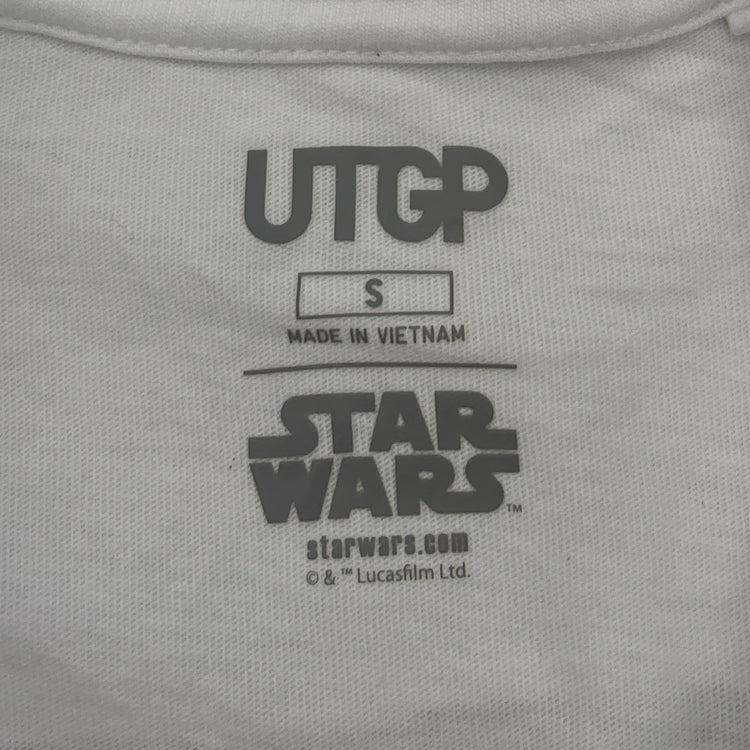 UTGP
S
MADE IN VIETNAM
STAR
WARS™
starwars.com
© & ™ Lucasfilm Ltd.